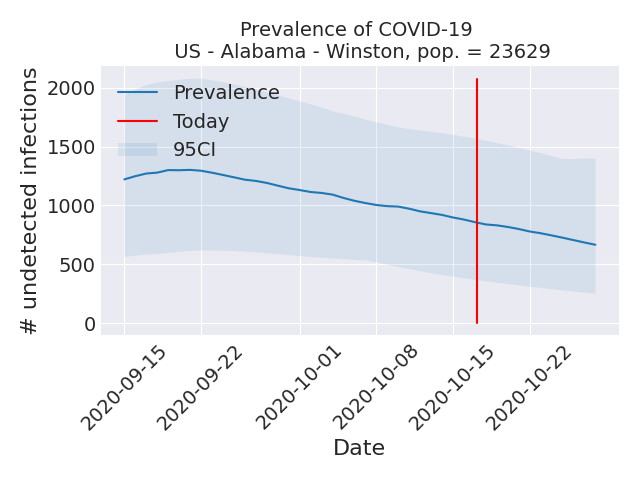 Prevalence of COVID-19
US - Alabama - Winston, pop. = 23629
# undetected infections
2000
1500
1000
500
0
Prevalence
Today
95CI
2020-09-15
2020-09-22
2020-10-01
2020-10-08
2020-10-15
2020-10-22
Date